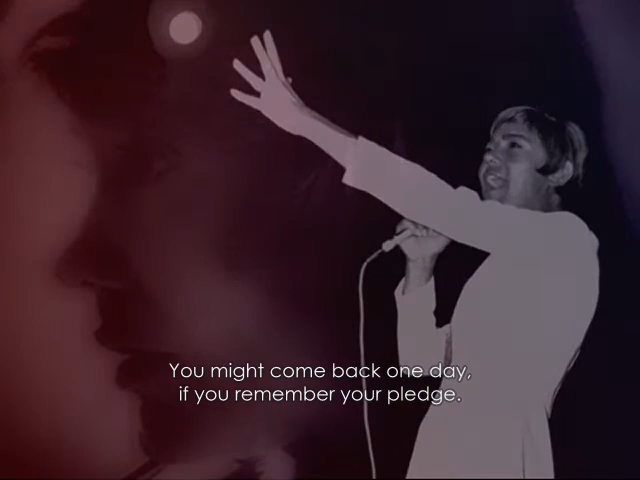 You might come back one day,
if you remember your pledge.